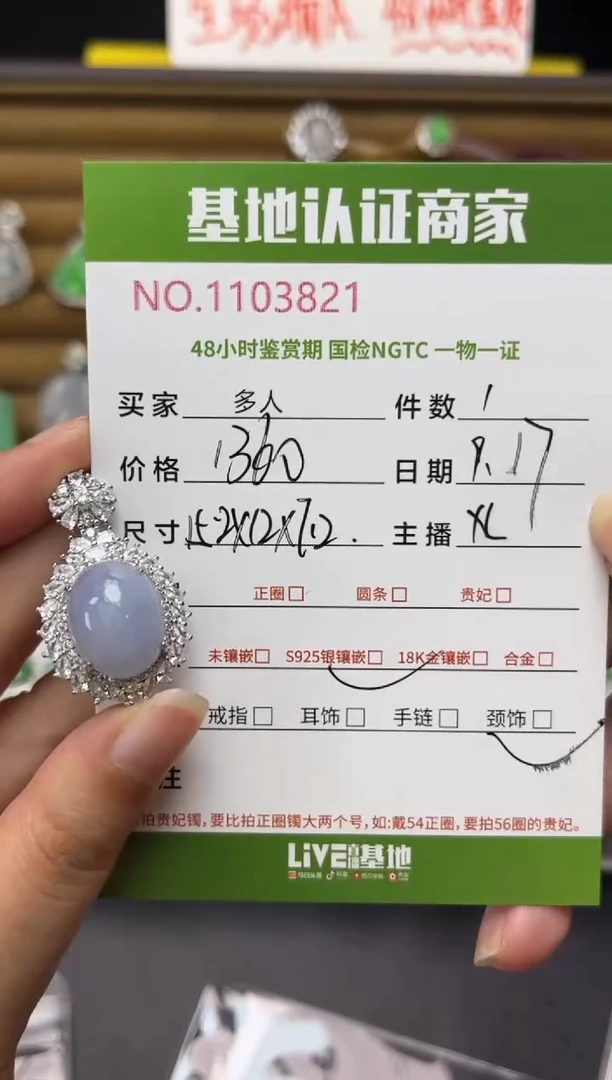 基地认证商家
NO.1103821
48小时鉴赏期 国检NGTC 一物一证
买家 多人 件数 1
价格 1360 日期 9.17
尺寸 15.2X12X7.2. 主播 XL
正圈□ 圆条□ 贵妃□
未镶嵌□ S925银镶嵌□ 18K金镶嵌□ 合金□
戒指□ 耳饰□ 手链□ 颈饰□
注
拍贵妃镯,要比拍正圈镯大两个号,如:戴54正圈,要拍56圈的贵妃。
LiVE直播基地